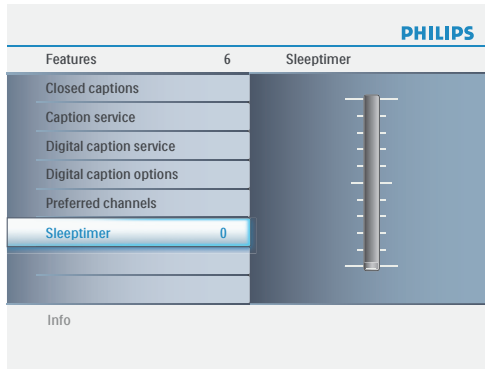 PHILIPS
Features 6 Sleeptimer
Closed captions
Caption service
Digital caption service
Digital caption options
Preferred channels
Sleeptimer 0
Info